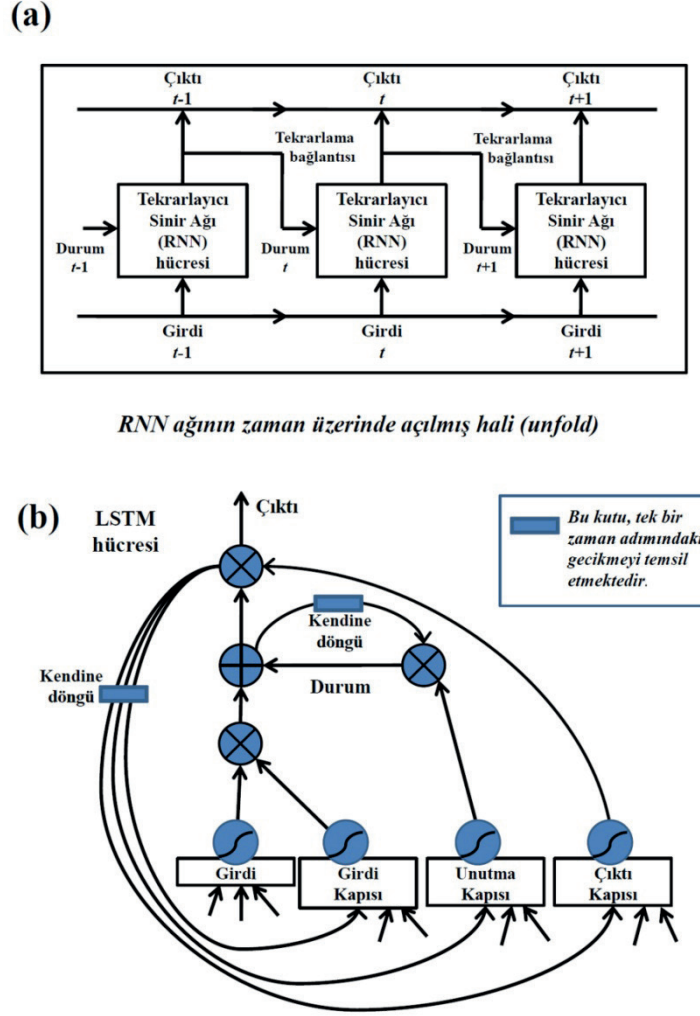 (a)
Çıktı
t-1
Çıktı
t
Çıktı
t+1
Tekrarlama
bağlantısı
Tekrarlama
bağlantısı
Tekrarlayıcı
Sinir Ağı
(RNN)
hücresi
Tekrarlayıcı
Sinir Ağı
(RNN)
hücresi
Tekrarlayıcı
Sinir Ağı
(RNN)
hücresi
Durum
t-1
Durum
t
Durum
t+1
Girdi
t-1
Girdi
t
Girdi
t+1
RNN ağının zaman üzerinde açılmış hali (unfold)
(b)
LSTM
hücresi
Çıktı
Bu kutu, tek bir
zaman adımındaki
gecikmeyi temsil
etmektedir.
Kendine
döngü
Kendine
döngü
Durum
Girdi
Girdi
Kapısı
Unutma
Kapısı
Çıktı
Kapısı